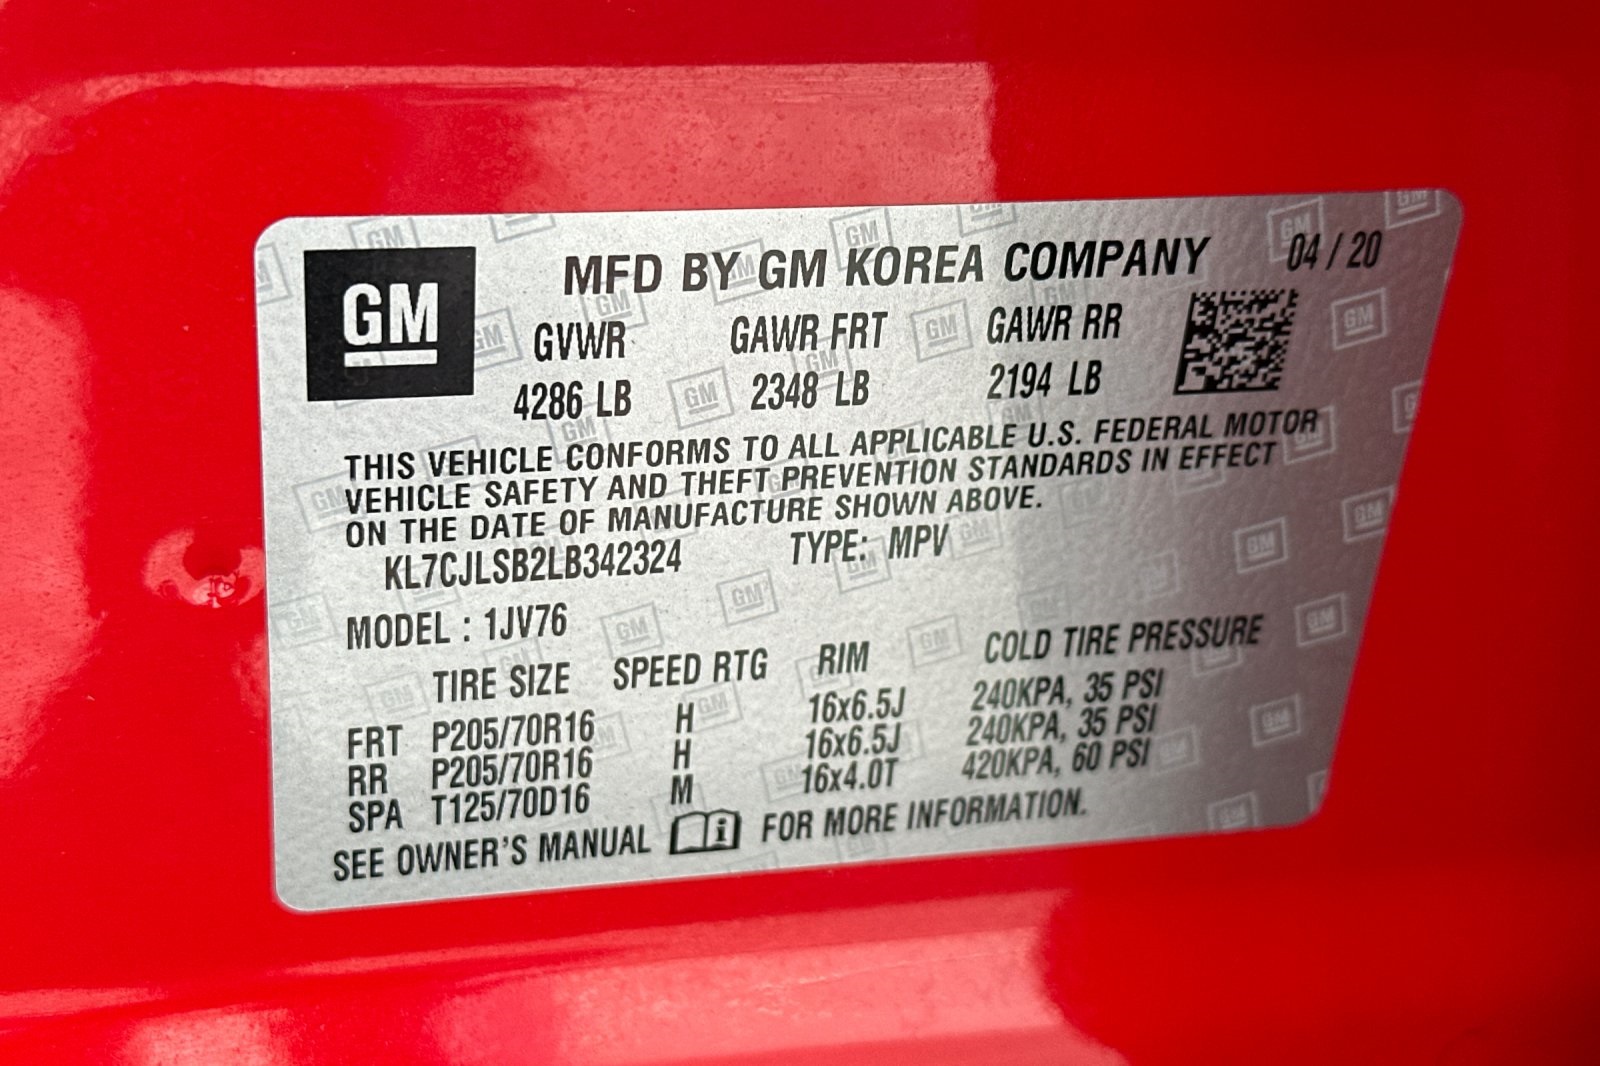 GM
MFD BY GM KOREA COMPANY 04/20
GVWR GAWR FRT GAWR RR
4286 LB 2348 LB 2194 LB
THIS VEHICLE CONFORMS TO ALL APPLICABLE U.S. FEDERAL MOTOR
VEHICLE SAFETY AND THEFT PREVENTION STANDARDS IN EFFECT
ON THE DATE OF MANUFACTURE SHOWN ABOVE.
KL7CJLSB2LB342324 TYPE: MPV
MODEL : 1JV76
TIRE SIZE SPEED RTG RIM COLD TIRE PRESSURE
FRT P205/70R16 H 16x6.5J 240KPA, 35 PSI
RR P205/70R16 H 16x6.5J 240KPA, 35 PSI
SPA T125/70D16 M 16x4.0T 420KPA, 60 PSI
SEE OWNER'S MANUAL i FOR MORE INFORMATION.